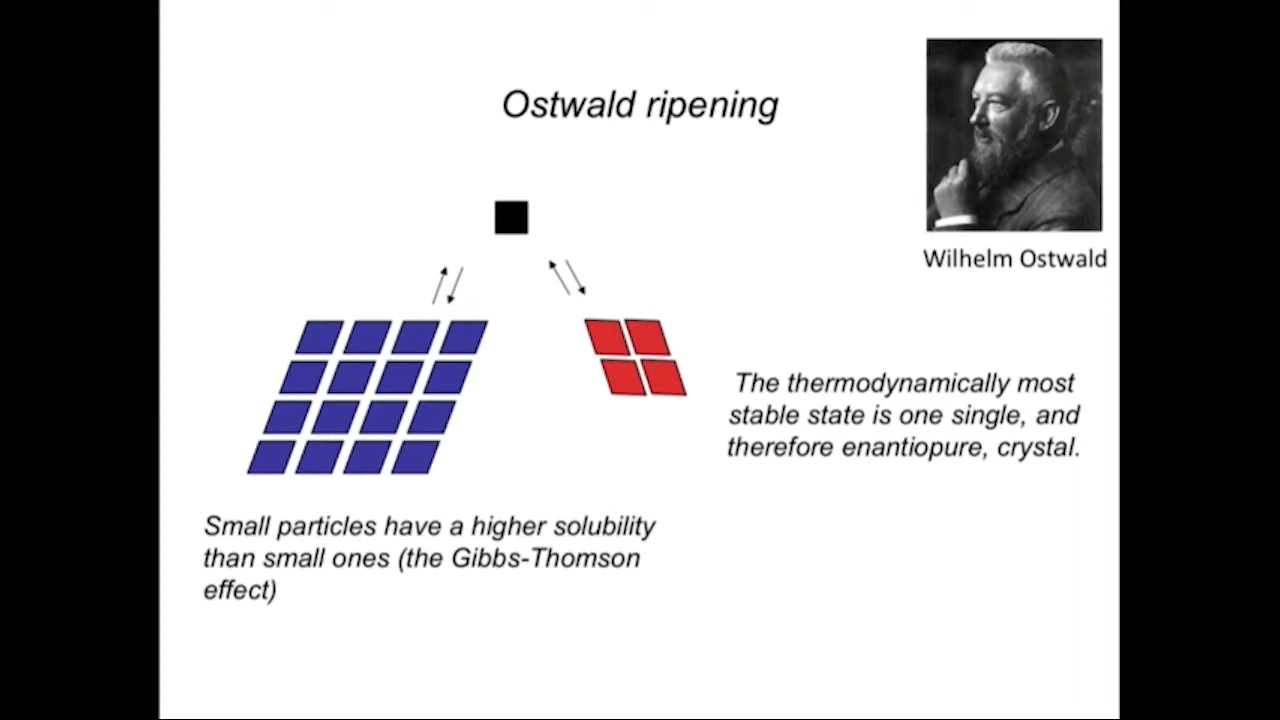 Ostwald ripening
Wilhelm Ostwald
The thermodynamically most
stable state is one single, and
therefore enantiopure, crystal.
Small particles have a higher solubility
than small ones (the Gibbs-Thomson
effect)